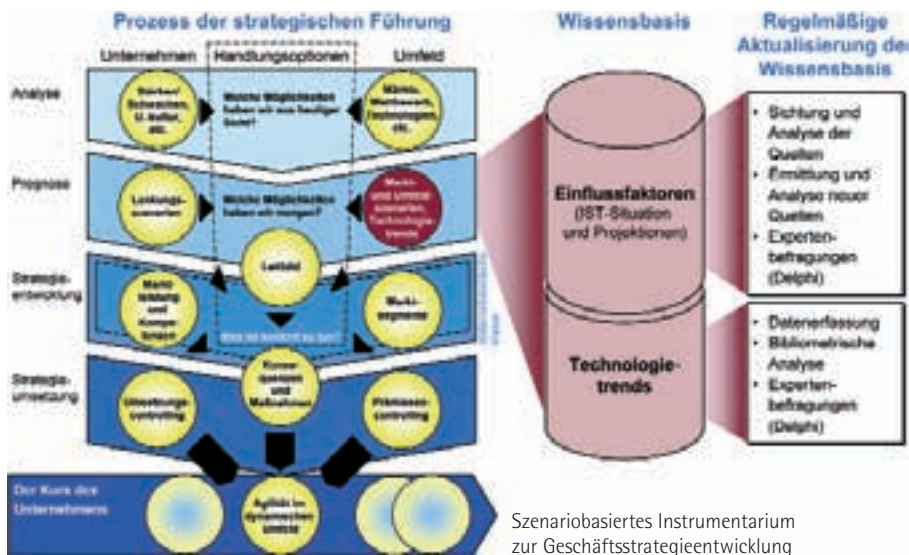 Prozess der strategischen Führung
Unternehmen
Handlungsoptionen
Umfeld
Analyse
Stärken/
Schwächen,
etc.
Welche Möglichkeiten
haben wir aus heutiger
Sicht?
Märkte,
Wettbewerb,
Technologien,
etc.
Prognose
Leistungs-
szenarien
Welche Möglichkeiten
haben wir morgen?
Markt-
und Umfeld-
szenarien,
Technologie-
trends
Leitbild
Strategie-
entwicklung
Markt-
leistung
und
Kompe-
tenzen
Markt-
segmente
Strategie-
umsetzung
Umsetzungs-
controlling
Konse-
quenzen
und
Maßnahmen
Prämissen-
controlling
Der Kurs des
Unternehmens
Agilität im
dynamischen
Umfeld
Wissensbasis
Einflussfaktoren
(IST-Situation
und Projektionen)
Technologie-
trends
Regelmäßige
Aktualisierung der
Wissensbasis
• Sichtung und
Analyse der
Quellen
• Ermittlung und
Analyse neuer
Quellen
• Experten-
befragungen
(Delphi)
• Datenerfassung
• Bibliometrische
Analyse
• Experten-
befragungen
(Delphi)
Szenariobasiertes Instrumentarium
zur Geschäftsstrategieentwicklung